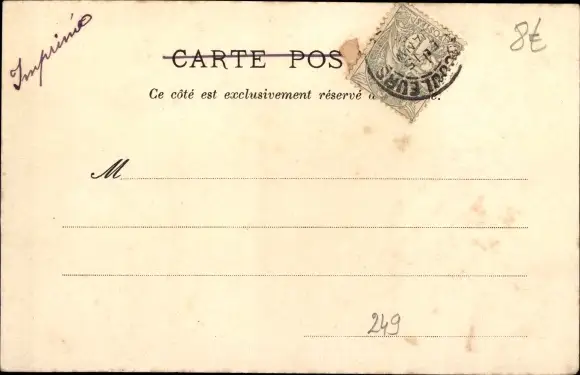 Imprimé
8€
CARTE POS
Ce côté est exclusivement réservé à
M
249